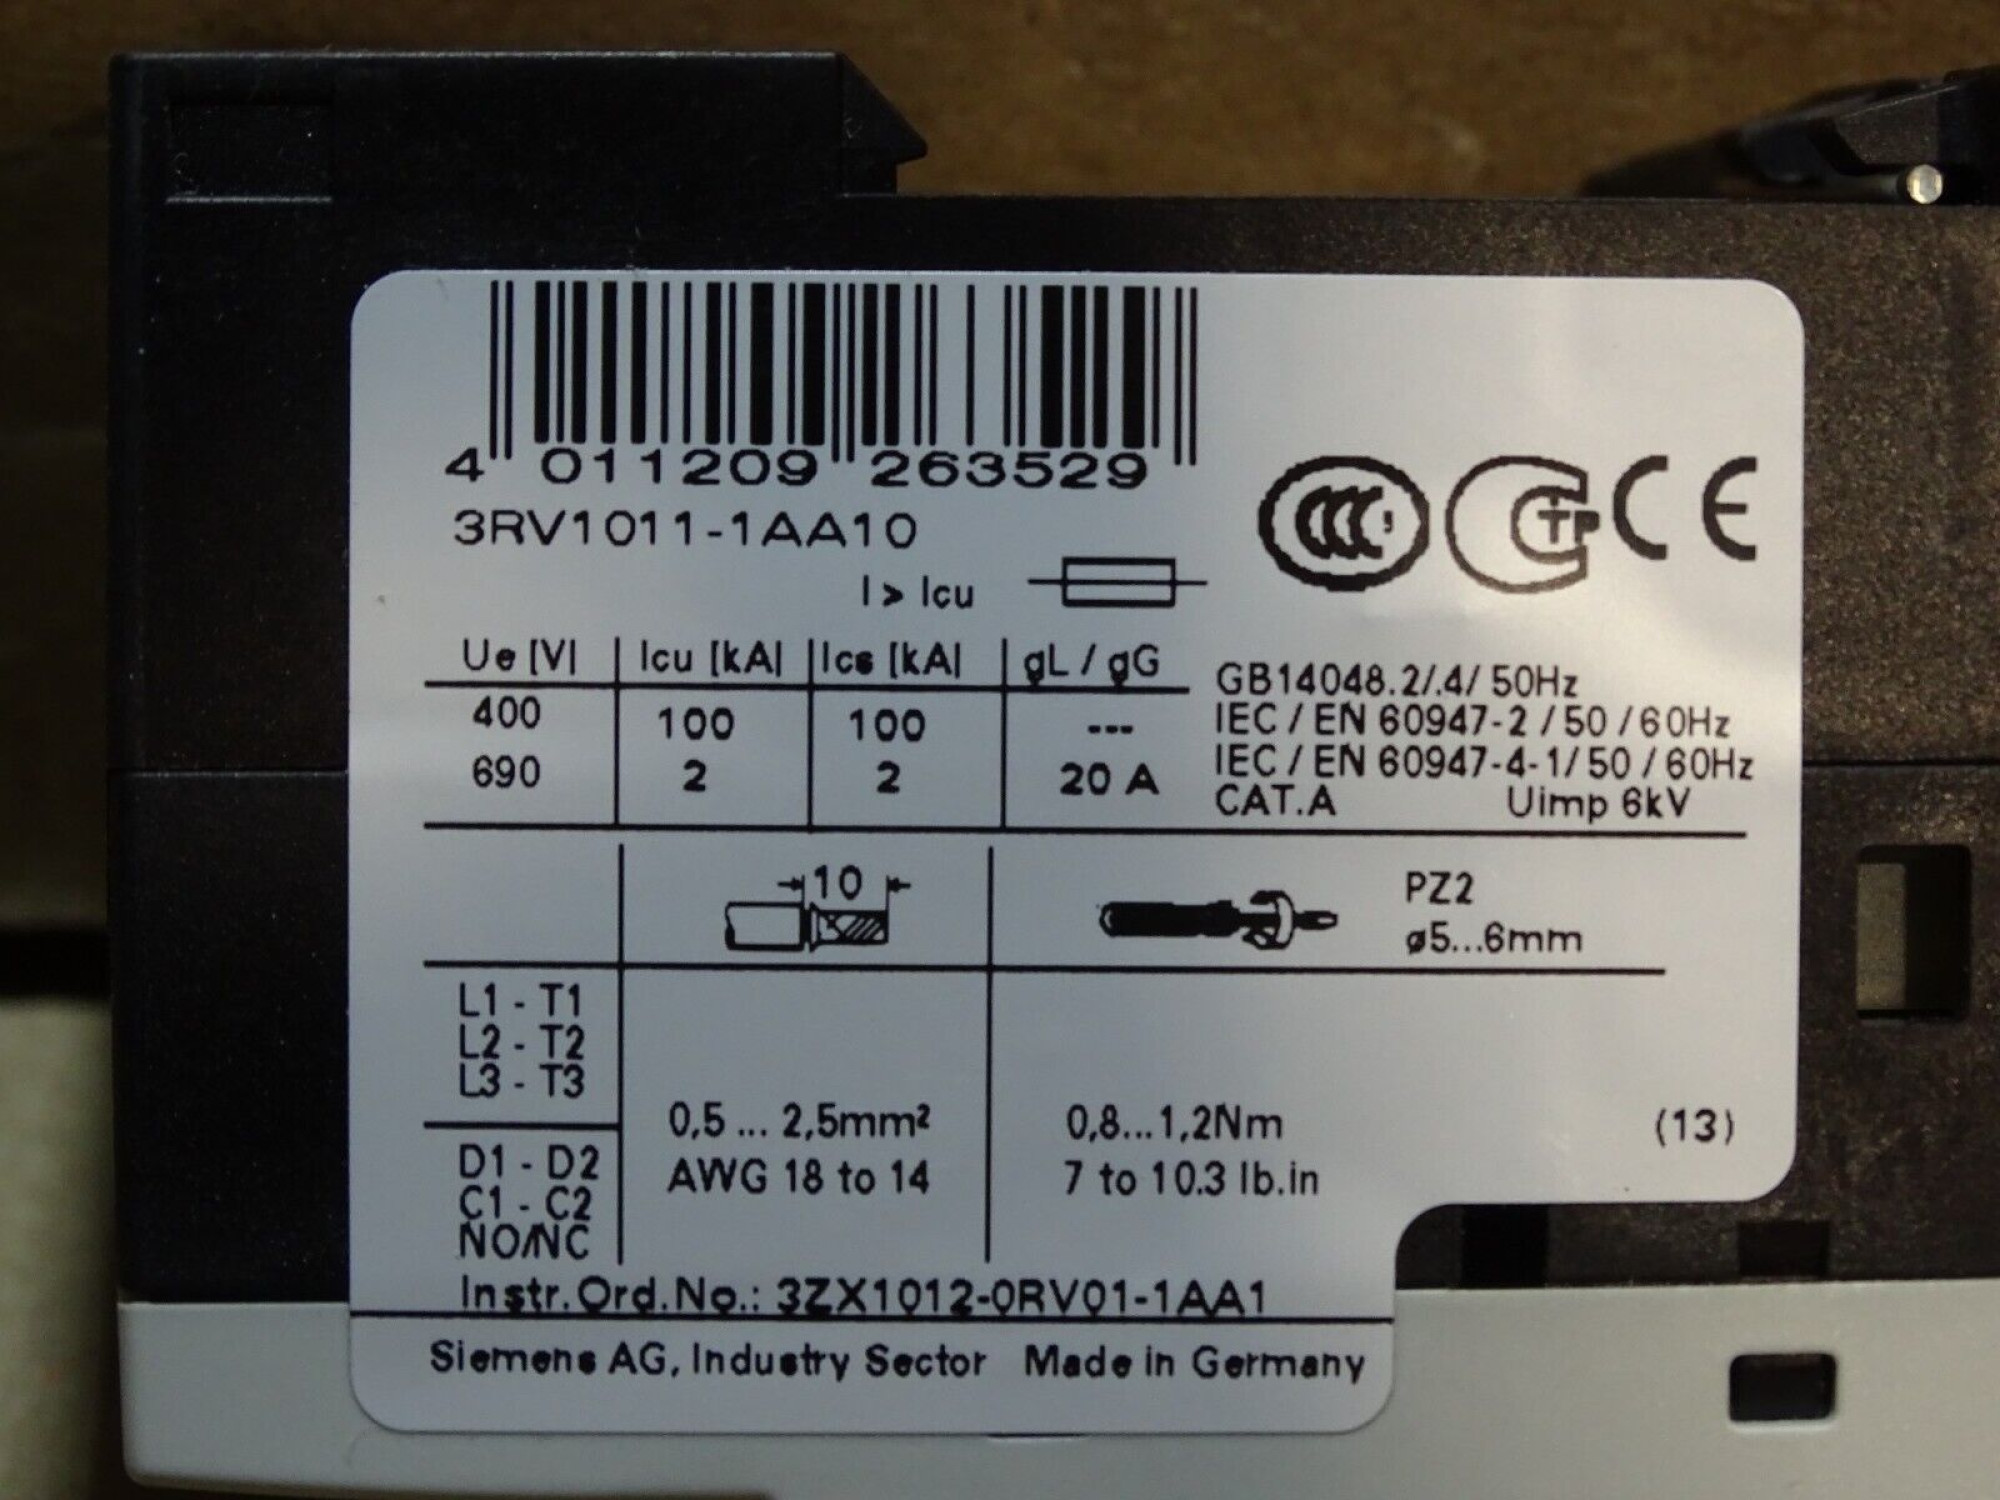 4 011209 263529
3RV1011-1AA10
I > Icu
Ue [V] Icu [kA] Ics [kA] gL / gG
400 100 100 ---
690 2 2 20 A
CCC CTP CE
GB14048.2/.4/ 50Hz
IEC / EN 60947-2 / 50 / 60Hz
IEC / EN 60947-4-1/ 50 / 60Hz
CAT.A Uimp 6kV
10
PZ2
ø5...6mm
L1 - T1
L2 - T2
L3 - T3
D1 - D2
C1 - C2
NO/NC
0,5 ... 2,5mm²
AWG 18 to 14
0,8...1,2Nm
7 to 10.3 lb.in
(13)
Instr.Ord.No.: 3ZX1012-0RV01-1AA1
Siemens AG, Industry Sector Made in Germany